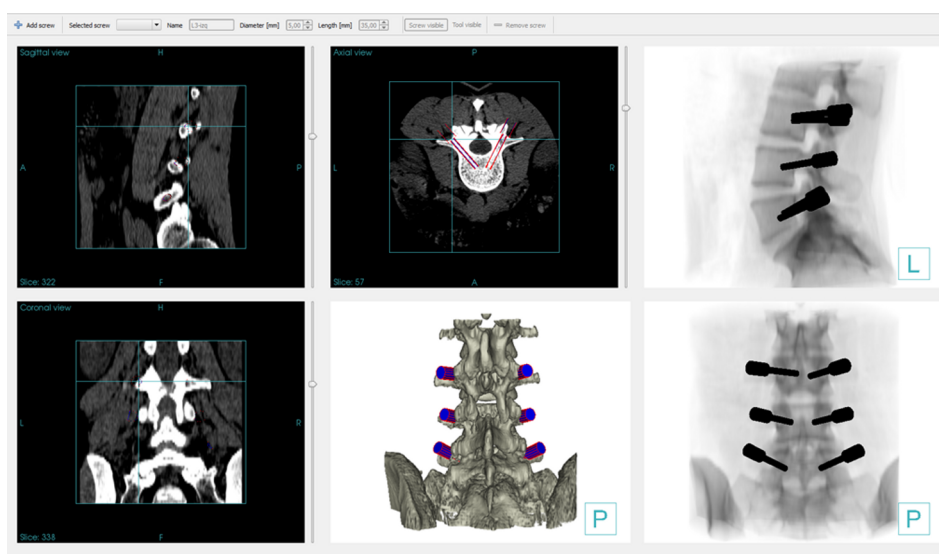 Add screw Selected screw Name L3-izq Diameter [mm] 5,00 Length [mm] 35,00 Screw visible Tool visible Remove screw
Sagittal view
H
A
P
Slice: 322
F
Axial view
P
L
R
Slice: 57
A
L
Coronal view
H
L
R
Slice: 338
F
P
P